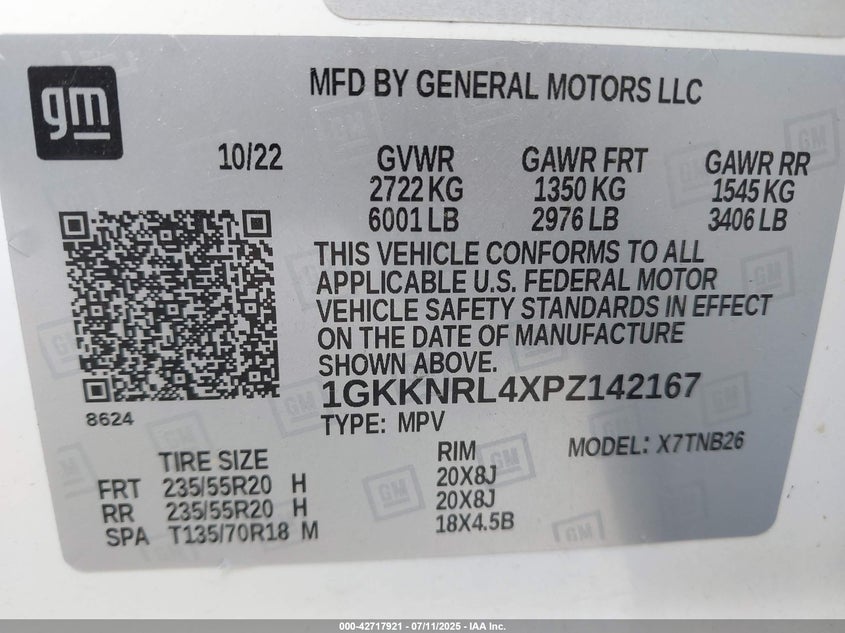 gm
MFD BY GENERAL MOTORS LLC
10/22 GVWR GAWR FRT GAWR RR
2722 KG 1350 KG 1545 KG
6001 LB 2976 LB 3406 LB
THIS VEHICLE CONFORMS TO ALL
APPLICABLE U.S. FEDERAL MOTOR
VEHICLE SAFETY STANDARDS IN EFFECT
ON THE DATE OF MANUFACTURE
SHOWN ABOVE.
1GKKNRL4XPZ142167
8624
TYPE: MPV
TIRE SIZE RIM MODEL: X7TNB26
FRT 235/55R20 H 20X8J
RR 235/55R20 H 20X8J
SPA T135/70R18 M 18X4.5B
000-42717921 - 07/11/2025 - IAA Inc.